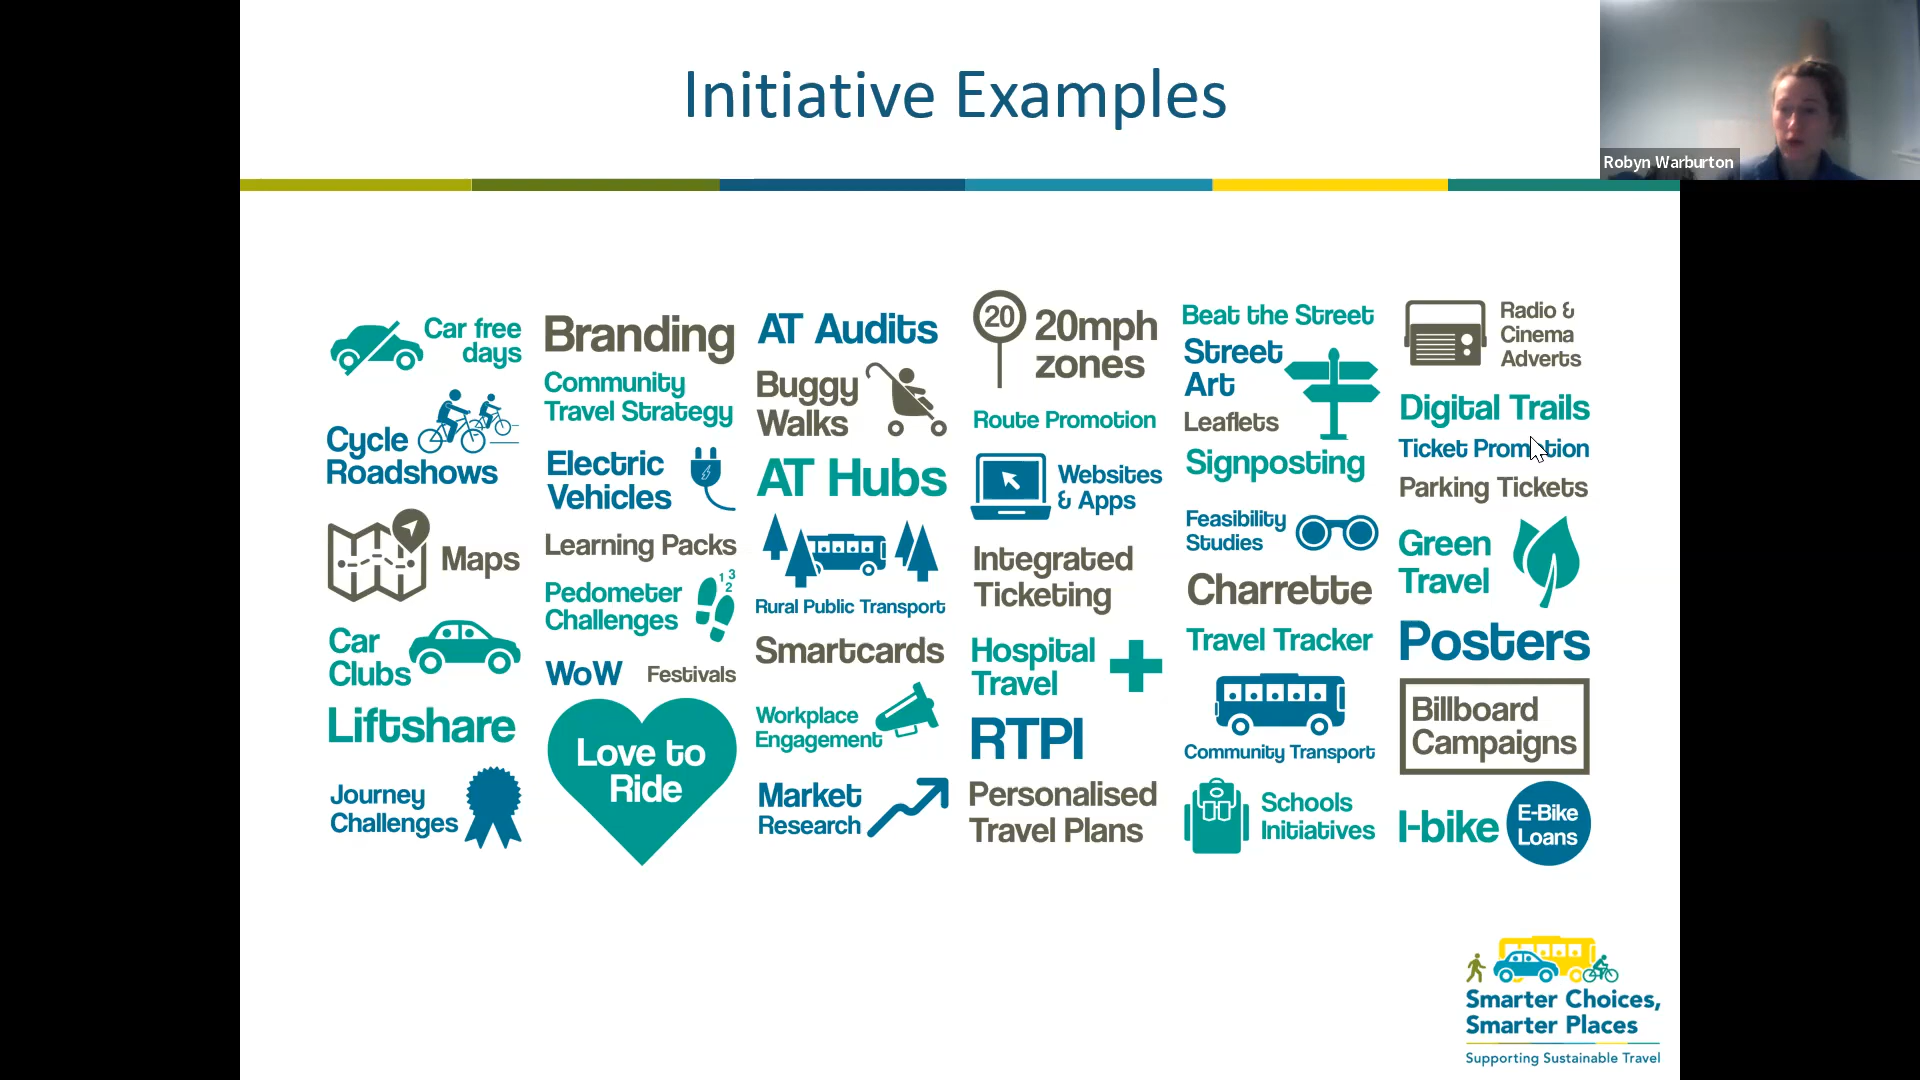 Initiative Examples
Robyn Warburton
Car free
days
Cycle
Roadshows
Maps
Car
Clubs
Liftshare
Journey
Challenges
Branding
Community
Travel Strategy
Electric
Vehicles
Learning Packs
Pedometer
Challenges
1 2 3
WoW
Festivals
Love to
Ride
AT Audits
Buggy
Walks
AT Hubs
Rural Public Transport
Smartcards
Workplace
Engagement
Market
Research
20
20mph
zones
Route Promotion
Websites
& Apps
Integrated
Ticketing
Hospital
Travel
RTPI
Personalised
Travel Plans
Beat the Street
Street
Art
Leaflets
Signposting
Feasibility
Studies
Charrette
Travel Tracker
Community Transport
Schools
Initiatives
Radio &
Cinema
Adverts
Digital Trails
Ticket Promotion
Parking Tickets
Green
Travel
Posters
Billboard
Campaigns
I-bike
E-Bike
Loans
Smarter Choices,
Smarter Places
Supporting Sustainable Travel